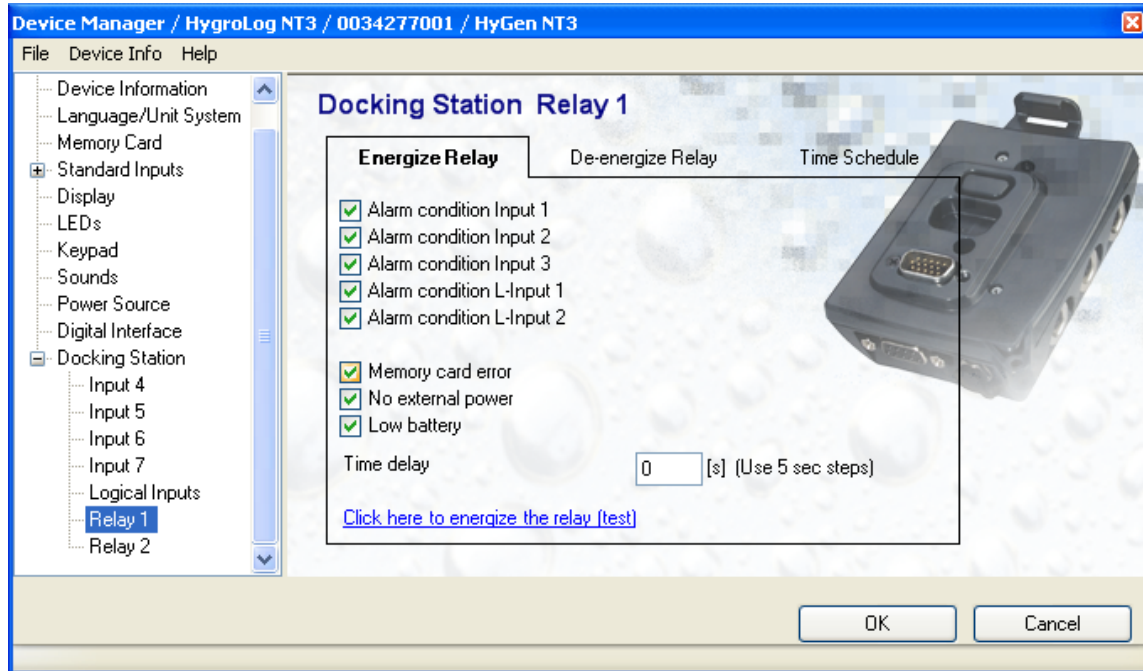 Device Manager / HygroLog NT3 / 0034277001 / HyGen NT3
File Device Info Help
Device Information
Language/Unit System
Memory Card
Standard Inputs
Display
LEDs
Keypad
Sounds
Power Source
Digital Interface
Docking Station
Input 4
Input 5
Input 6
Input 7
Logical Inputs
Relay 1
Relay 2
Docking Station Relay 1
Energize Relay De-energize Relay Time Schedule
Alarm condition Input 1
Alarm condition Input 2
Alarm condition Input 3
Alarm condition L-Input 1
Alarm condition L-Input 2
Memory card error
No external power
Low battery
Time delay 0 [s] (Use 5 sec steps)
Click here to energize the relay (test)
OK Cancel